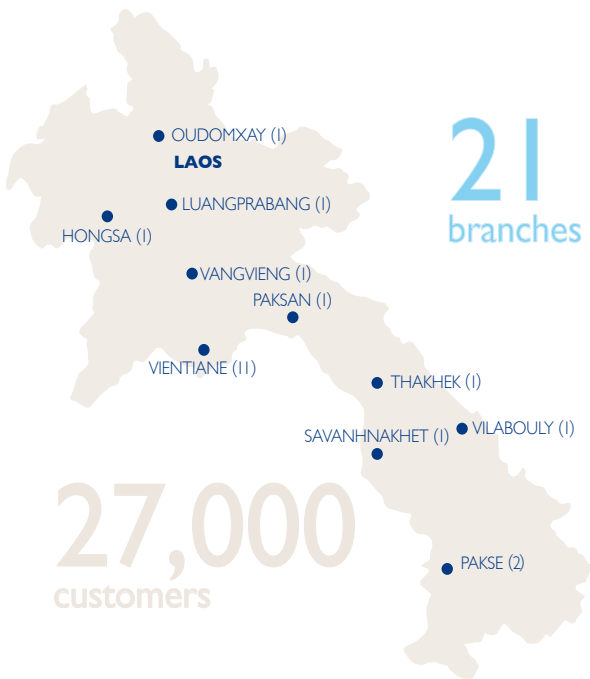 OUDOMXAY (1)
LAOS
21
branches
LUANGPRABANG (1)
HONGSA (1)
VANGVIENG (1)
PAKSAN (1)
VIENTIANE (11)
THAKHEK (1)
VILABOULY (1)
SAVANHNAKHET (1)
27,000
customers
PAKSE (2)